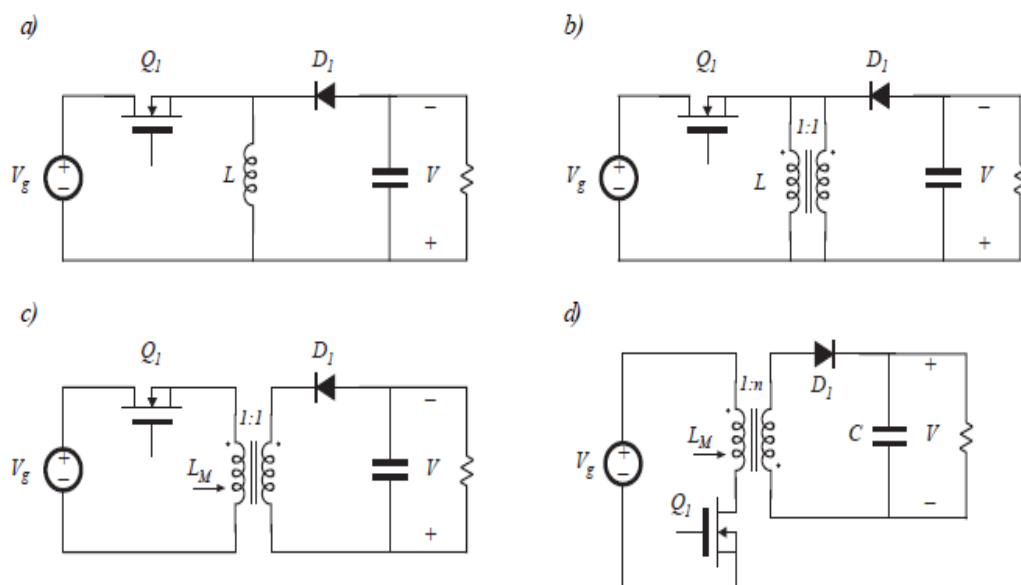 a)
Q1
D1
Vg
+
−
L
−
V
+
b)
Q1
D1
1:1
Vg
+
−
L
−
V
+
c)
Q1
D1
1:1
Vg
+
−
LM
−
V
+
d)
1:n
D1
Vg
+
−
LM
Q1
C
+
V
−